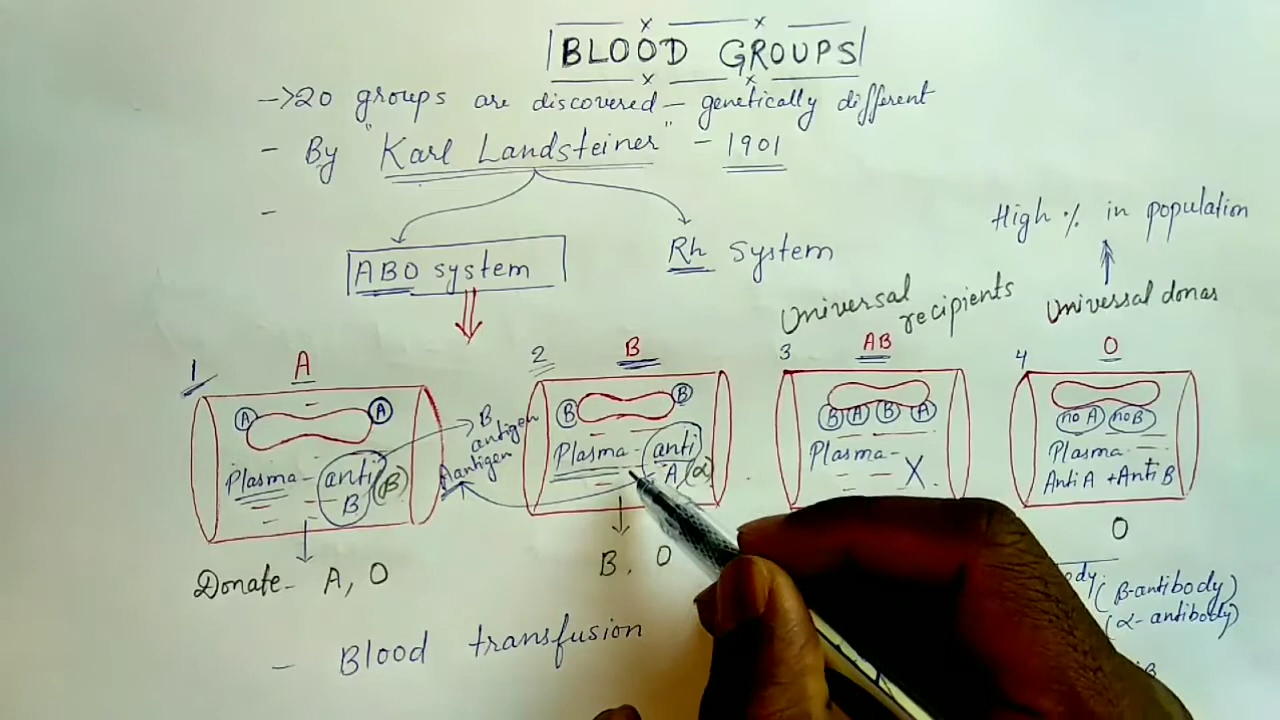 BLOOD GROUPS
→ 20 groups are discovered - genetically different
- By "Karl Landsteiner" - 1901
-
ABO system
Rh system
High % in population
Universal recipients
Universal donas
1
A
2
B
3
AB
4
O
A A
Plasma - anti B (β)
B antigen
A antigen
B B
Plasma - anti A (α)
B A B A
Plasma - X
no A no B
Plasma
Anti A + Anti B
Donate - A, O
B, O
O
body (β-antibody)
(α-antibody)
- Blood transfusion
B